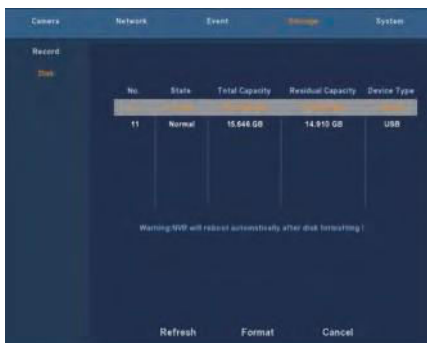 Camera Network Event Storage System
Record
Disk
No. State Total Capacity Residual Capacity Device Type
11 Normal 15.646 GB 14.910 GB USB
Warning:NVR will reboot automatically after disk formatting !
Refresh Format Cancel